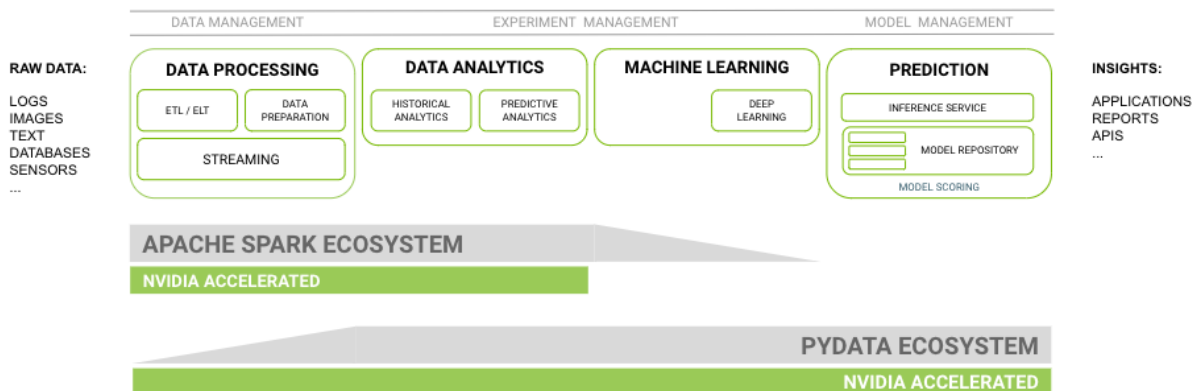 DATA MANAGEMENT
EXPERIMENT MANAGEMENT
MODEL MANAGEMENT
RAW DATA:
LOGS
IMAGES
TEXT
DATABASES
SENSORS
...
DATA PROCESSING
ETL / ELT
DATA
PREPARATION
STREAMING
DATA ANALYTICS
HISTORICAL
ANALYTICS
PREDICTIVE
ANALYTICS
MACHINE LEARNING
DEEP
LEARNING
PREDICTION
INFERENCE SERVICE
MODEL REPOSITORY
MODEL SCORING
INSIGHTS:
APPLICATIONS
REPORTS
APIS
...
APACHE SPARK ECOSYSTEM
NVIDIA ACCELERATED
PYDATA ECOSYSTEM
NVIDIA ACCELERATED